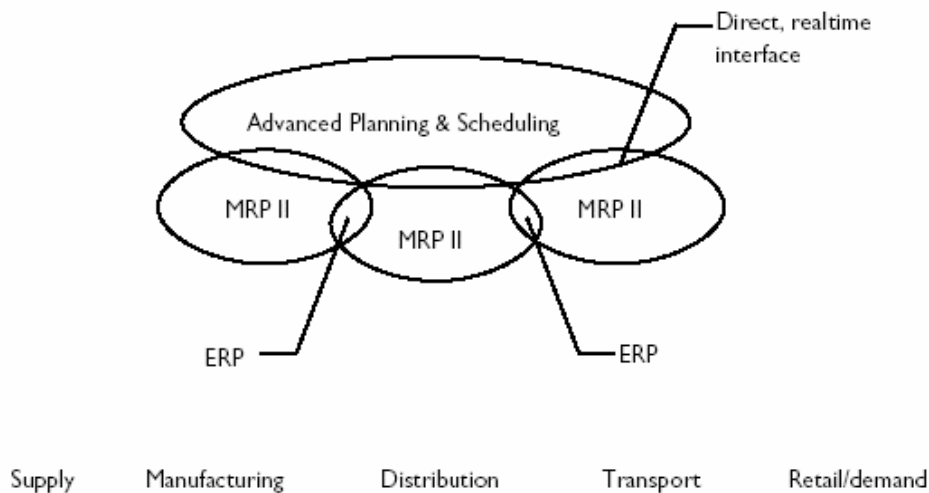 Direct, realtime
interface
Advanced Planning & Scheduling
MRP II
MRP II
MRP II
ERP
ERP
Supply
Manufacturing
Distribution
Transport
Retail/demand